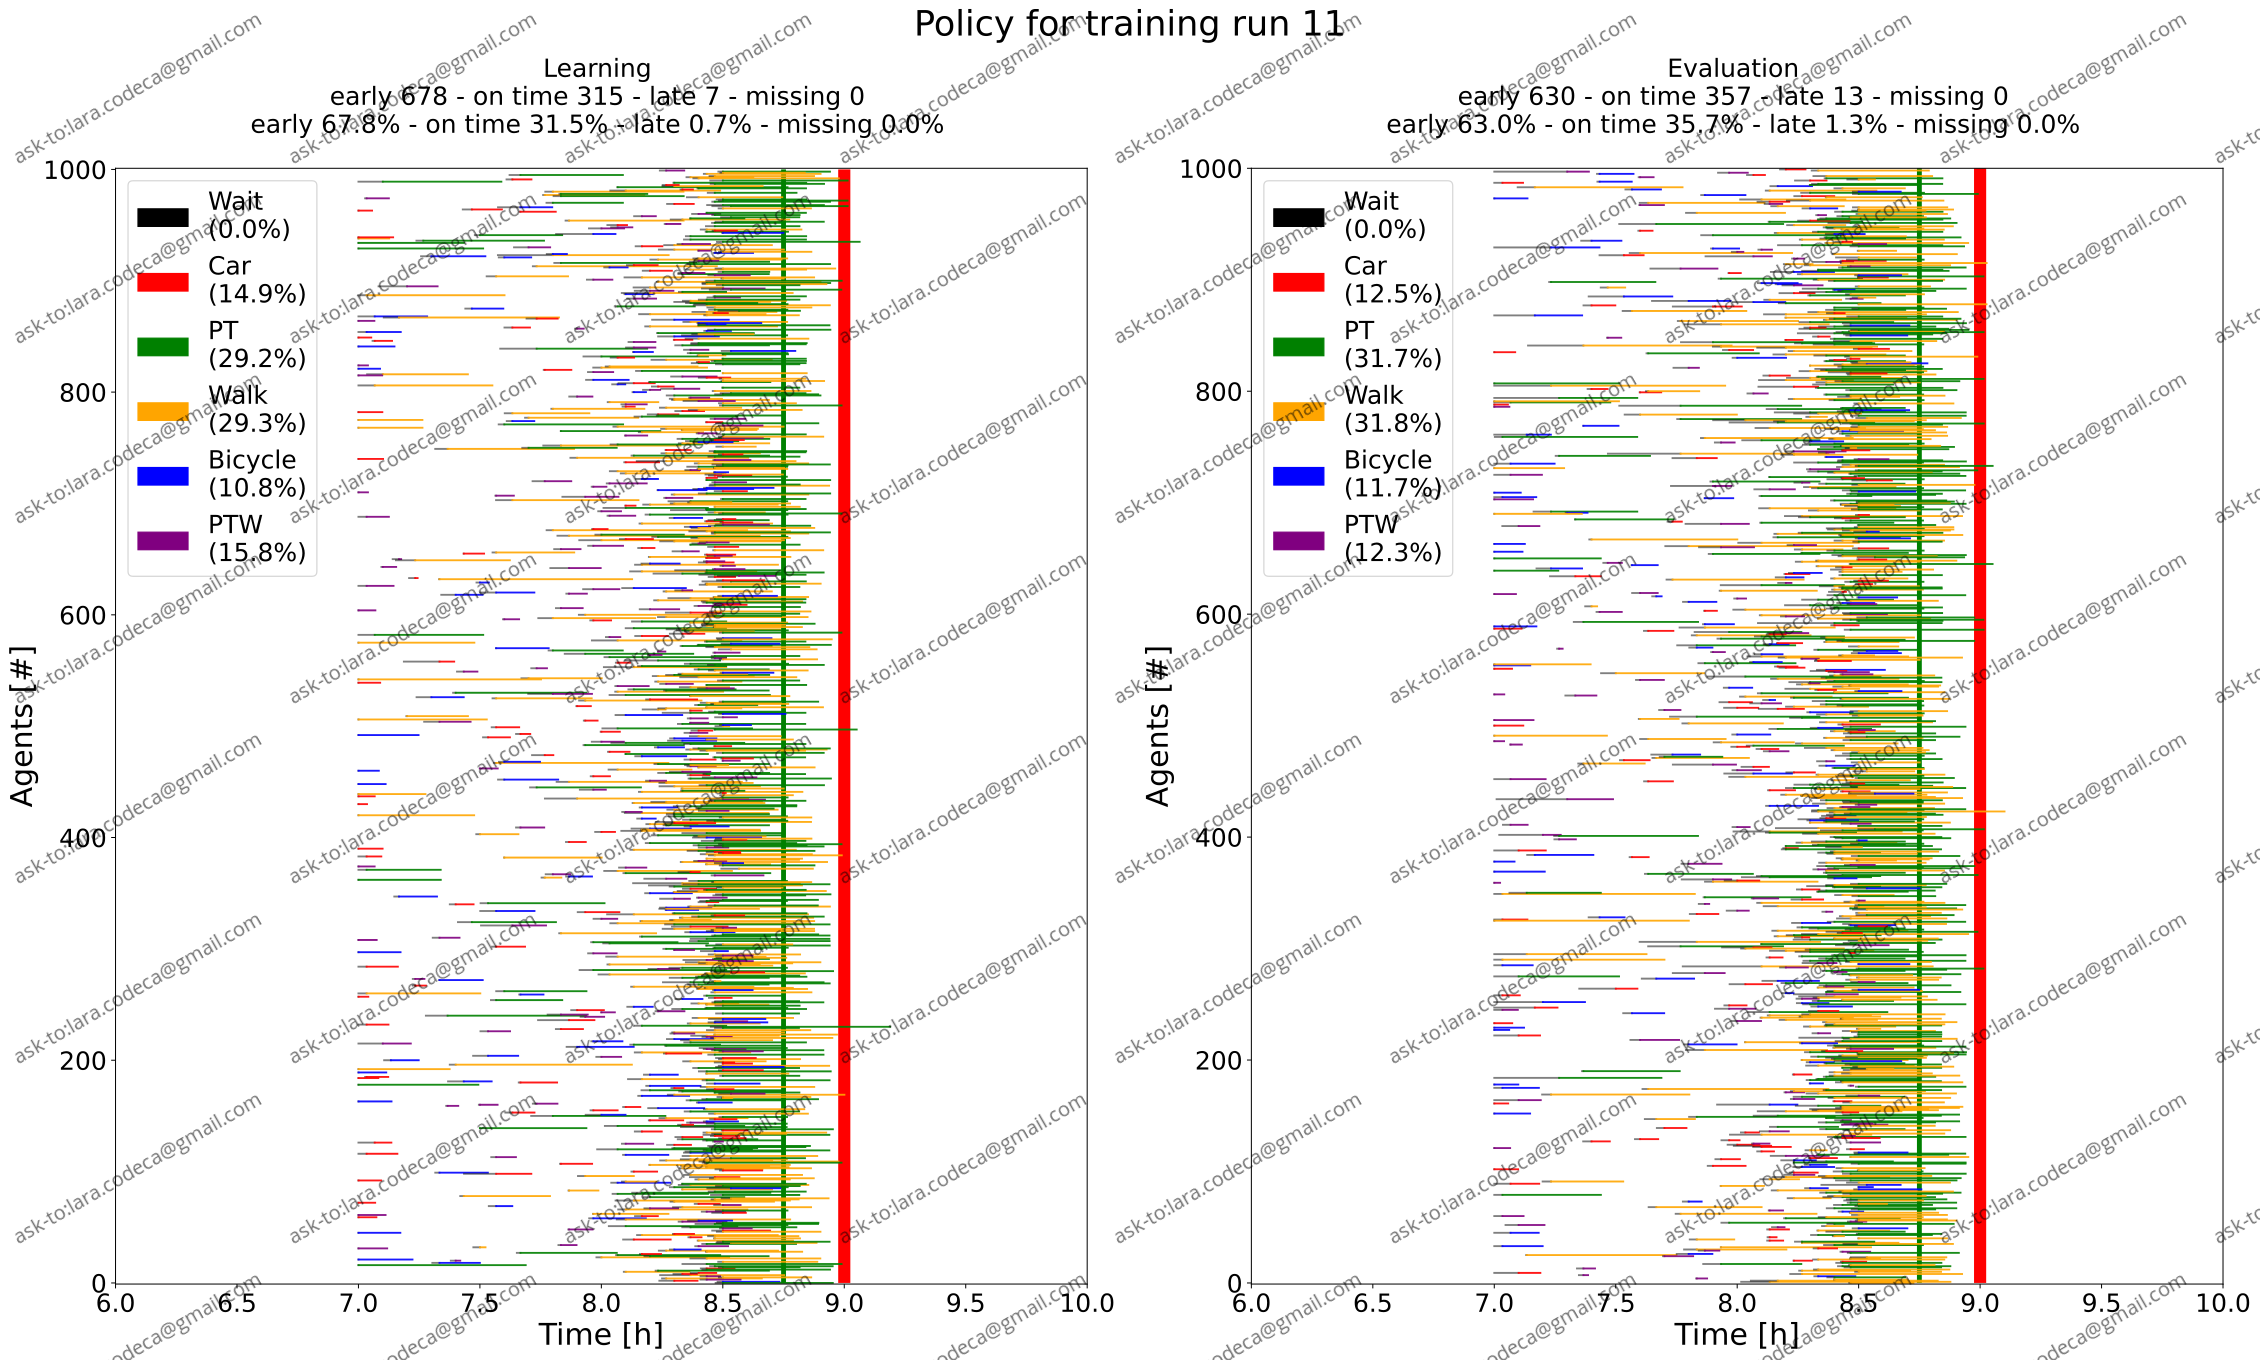 Policy for training run 11
Learning
early 678 - on time 315 - late 7 - missing 0
early 67.8% - on time 31.5% - late 0.7% - missing 0.0%
Evaluation
early 630 - on time 357 - late 13 - missing 0
early 63.0% - on time 35.7% - late 1.3% - missing 0.0%
Agents [#]
1000
800
600
400
200
0
Wait
(0.0%)
Car
(14.9%)
PT
(29.2%)
Walk
(29.3%)
Bicycle
(10.8%)
PTW
(15.8%)
6.0 6.5 7.0 7.5 8.0 8.5 9.0 9.5 10.0
Time [h]
Agents [#]
1000
800
600
400
200
0
Wait
(0.0%)
Car
(12.5%)
PT
(31.7%)
Walk
(31.8%)
Bicycle
(11.7%)
PTW
(12.3%)
6.0 6.5 7.0 7.5 8.0 8.5 9.0 9.5 10.0
Time [h]
ask-to:lara.codeca@gmail.com